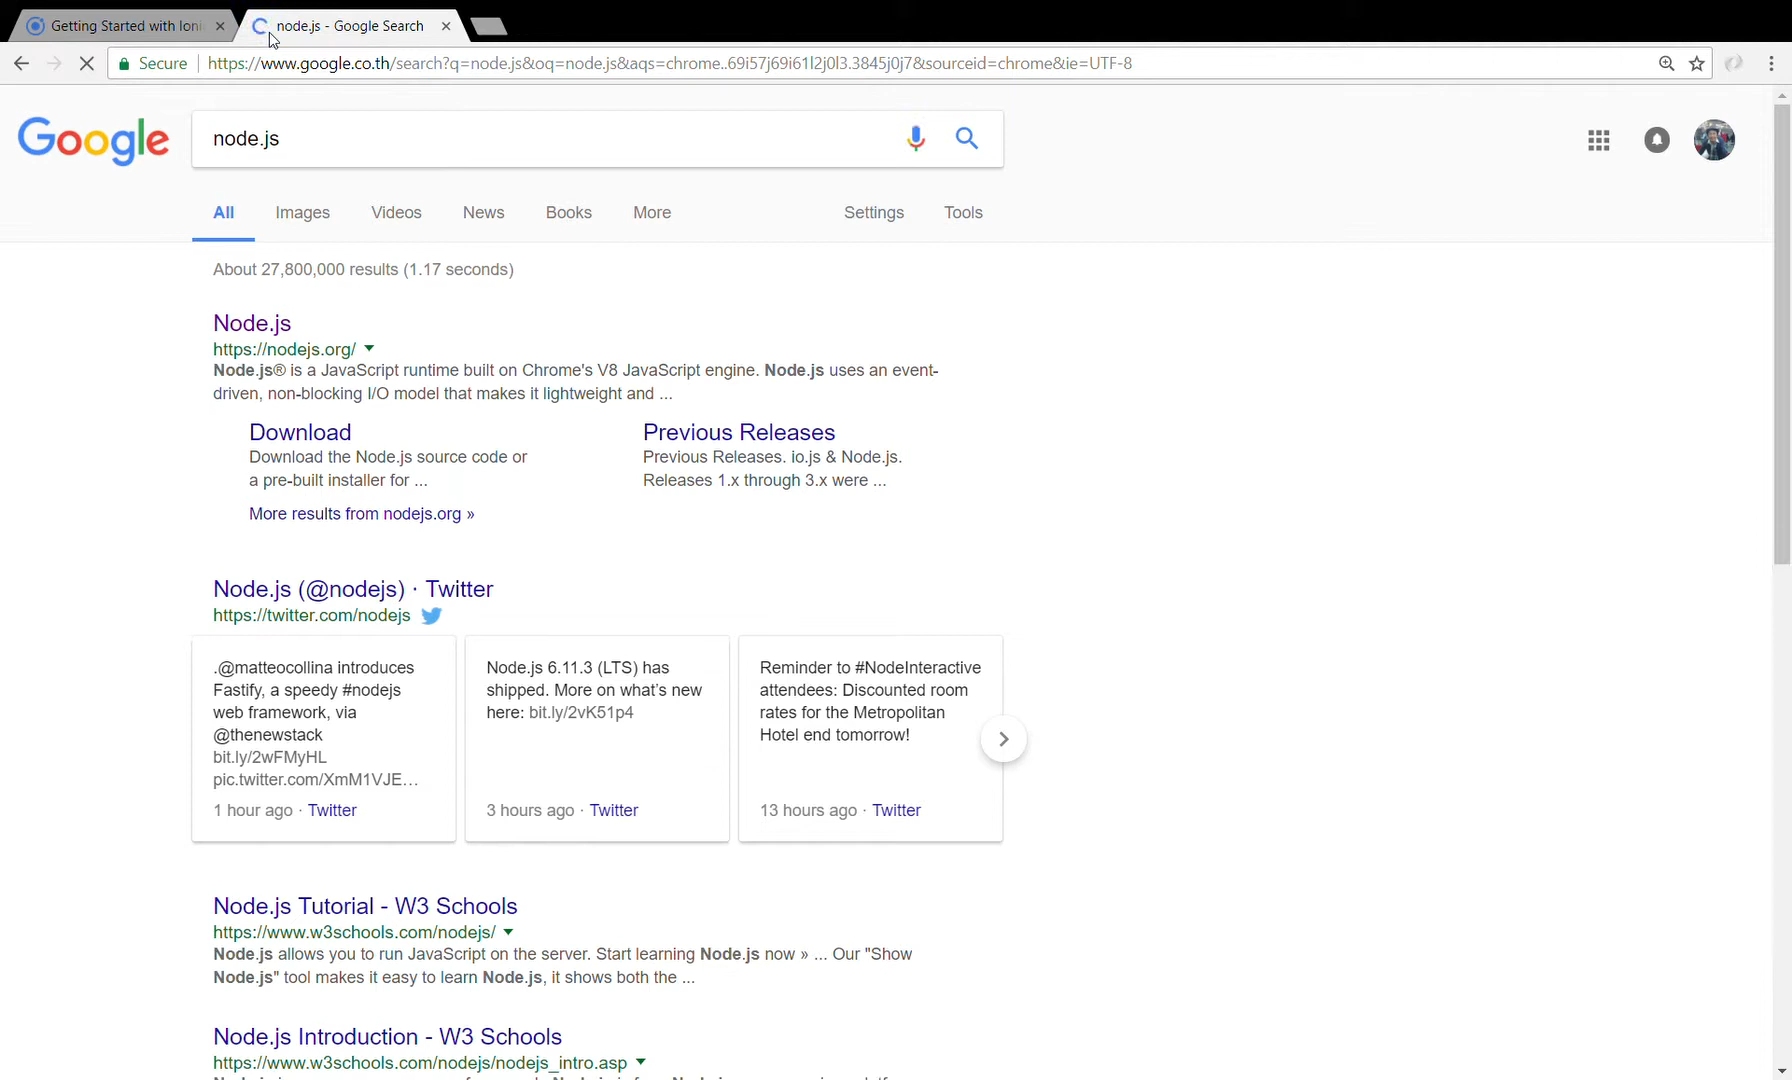 Getting Started with Ioni
node.js - Google Search
Secure
https://www.google.co.th/search?q=node.js&oq=node.js&aqs=chrome..69i57j69i61l2j0l3.3845j0j7&sourceid=chrome&ie=UTF-8
Google
node.js
All Images Videos News Books More Settings Tools
About 27,800,000 results (1.17 seconds)
Node.js
https://nodejs.org/
Node.js® is a JavaScript runtime built on Chrome's V8 JavaScript engine. Node.js uses an event-
driven, non-blocking I/O model that makes it lightweight and ...
Download
Download the Node.js source code or
a pre-built installer for ...
Previous Releases
Previous Releases. io.js & Node.js.
Releases 1.x through 3.x were ...
More results from nodejs.org »
Node.js (@nodejs) · Twitter
https://twitter.com/nodejs
.@matteocollina introduces
Fastify, a speedy #nodejs
web framework, via
@thenewstack
bit.ly/2wFMyHL
pic.twitter.com/XmM1VJE…
1 hour ago · Twitter
Node.js 6.11.3 (LTS) has
shipped. More on what's new
here: bit.ly/2vK51p4
3 hours ago · Twitter
Reminder to #NodeInteractive
attendees: Discounted room
rates for the Metropolitan
Hotel end tomorrow!
13 hours ago · Twitter
Node.js Tutorial - W3 Schools
https://www.w3schools.com/nodejs/
Node.js allows you to run JavaScript on the server. Start learning Node.js now » ... Our "Show
Node.js" tool makes it easy to learn Node.js, it shows both the ...
Node.js Introduction - W3 Schools
https://www.w3schools.com/nodejs/nodejs_intro.asp